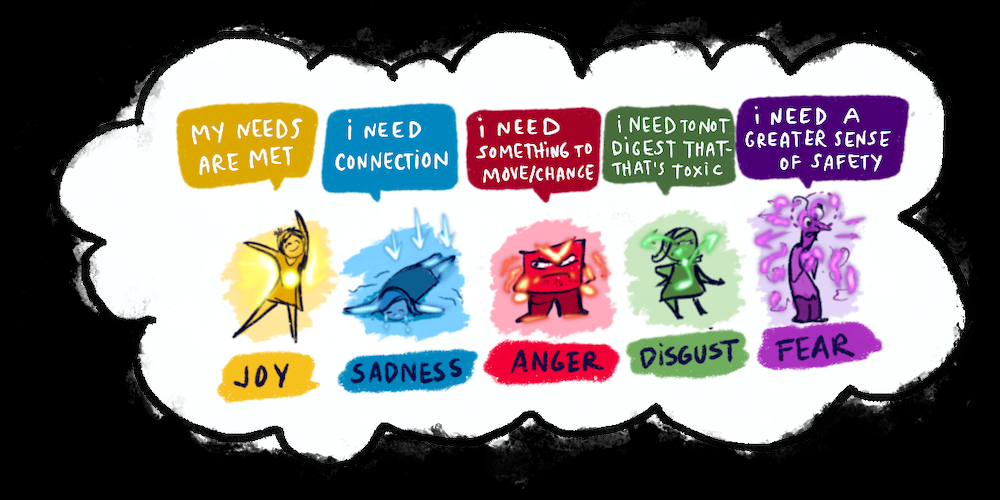 MY NEEDS
ARE MET
i NEED
CONNECTION
i NEED
SOMETHING TO
MOVE/CHANGE
i NEED TO NOT
DIGEST THAT-
THAT'S TOXIC
i NEED A
GREATER SENSE
OF SAFETY
JOY
SADNESS
ANGER
DiSGUST
FEAR